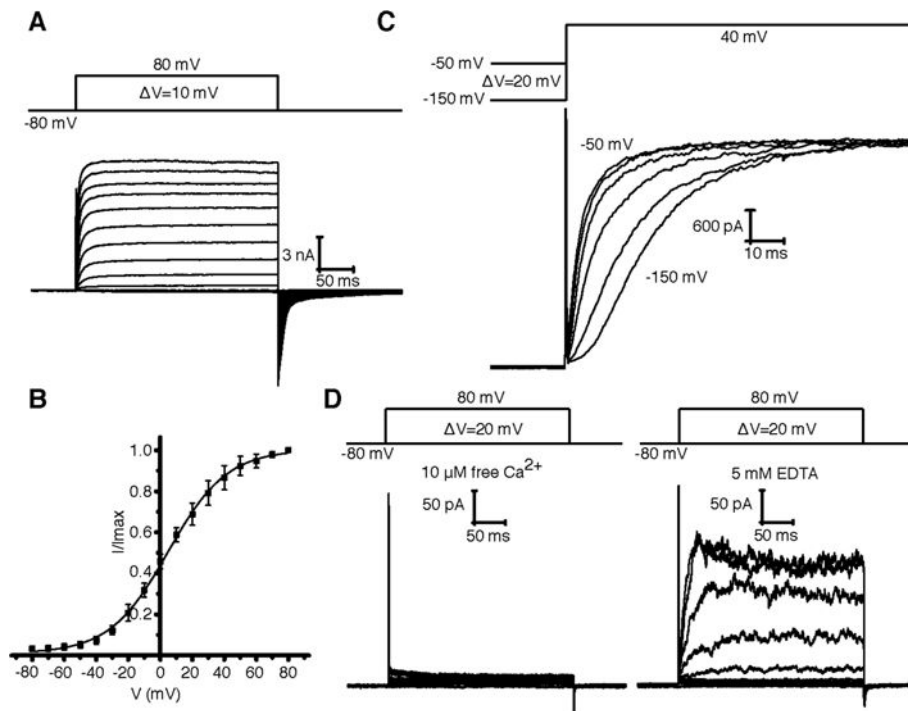 A
80 mV
ΔV=10 mV
-80 mV
3 nA
50 ms
B
I/Imax
1.0
0.8
0.6
0.4
0.2
-80 -60 -40 -20 0 20 40 60 80
V (mV)
C
40 mV
-50 mV
ΔV=20 mV
-150 mV
-50 mV
600 pA
10 ms
-150 mV
D
80 mV
ΔV=20 mV
-80 mV
10 µM free Ca2+
50 pA
50 ms
80 mV
ΔV=20 mV
-80 mV
5 mM EDTA
50 pA
50 ms